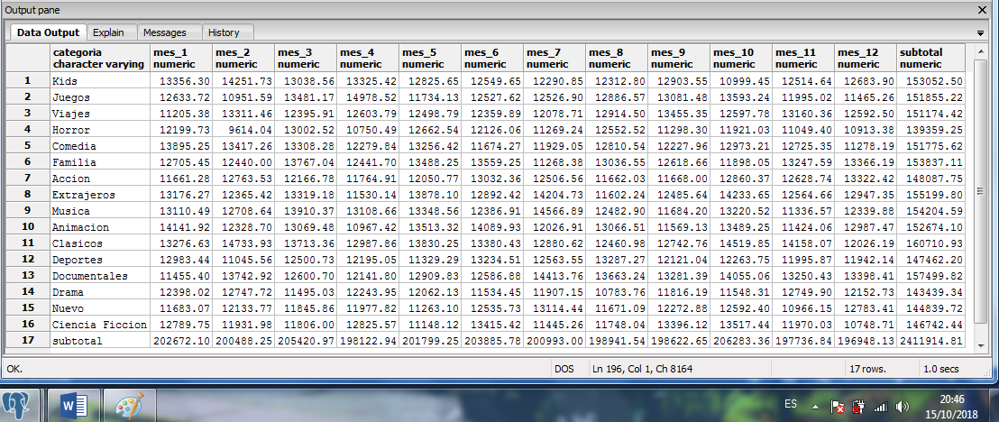 Output pane
Data Output Explain Messages History
categoria mes_1 mes_2 mes_3 mes_4 mes_5 mes_6 mes_7 mes_8 mes_9 mes_10 mes_11 mes_12 subtotal
character varying numeric numeric numeric numeric numeric numeric numeric numeric numeric numeric numeric numeric numeric
1 Kids 13356.30 14251.73 13038.56 13325.42 12825.65 12549.65 12290.85 12312.80 12903.55 10999.45 12514.64 12683.90 153052.50
2 Juegos 12633.72 10951.59 13481.17 14978.52 11734.13 12527.62 12526.90 12886.57 13081.48 13593.24 11995.02 11465.26 151855.22
3 Viajes 11205.38 13311.46 12395.91 12603.79 12498.79 12359.89 12078.71 12914.50 13455.35 12597.78 13160.36 12592.50 151174.42
4 Horror 12199.73 9614.04 13002.52 10750.49 12662.54 12126.06 11269.24 12552.52 11298.30 11921.03 11049.40 10913.38 139359.25
5 Comedia 13895.25 13417.26 13308.28 12279.84 13256.42 11674.27 11929.05 12810.54 12227.96 12973.21 12725.35 11278.19 151775.62
6 Familia 12705.45 12440.00 13767.04 12441.70 13488.25 13559.25 11268.38 13036.55 12618.66 11898.05 13247.59 13366.19 153837.11
7 Accion 11661.28 12763.53 12166.78 11764.91 12050.77 13032.36 12506.56 11662.03 11668.00 12860.37 12628.74 13322.42 148087.75
8 Extrajeros 13176.27 12365.42 13319.18 11530.14 13878.10 12892.42 14204.73 11602.24 12485.64 14233.65 12564.66 12947.35 155199.80
9 Musica 13110.49 12708.64 13910.37 13108.66 13348.56 12386.91 14566.89 12482.90 11684.20 13220.52 11336.57 12339.88 154204.59
10 Animacion 14141.92 12328.70 13069.48 10967.42 13513.32 14089.93 12026.91 13066.51 11569.13 13489.25 11424.06 12987.47 152674.10
11 Clasicos 13276.63 14733.93 13713.36 12987.86 13830.25 13380.43 12880.62 12460.98 12742.76 14519.85 14158.07 12026.19 160710.93
12 Deportes 12983.44 11045.56 12500.73 12195.05 11329.29 13234.51 12563.55 13287.27 12121.04 12263.75 11995.87 11942.14 147462.20
13 Documentales 11455.40 13742.92 12600.70 12141.80 12909.83 12586.88 14413.76 13663.24 13281.39 14055.06 13250.43 13398.41 157499.82
14 Drama 12398.02 12747.72 11495.03 12243.95 12062.13 11534.45 11907.15 10783.76 11816.19 11548.31 12749.90 12152.73 143439.34
15 Nuevo 11683.07 12133.77 11845.86 11977.82 11263.10 12535.73 13114.44 11671.09 12272.88 12592.40 10966.15 12783.41 144839.72
16 Ciencia Ficcion 12789.75 11931.98 11806.00 12825.57 11148.12 13415.42 11445.26 11748.04 13396.12 13517.44 11970.03 10748.71 146742.44
17 subtotal 202672.10 200488.25 205420.97 198122.94 201799.25 203885.78 200993.00 198941.54 198622.65 206283.36 197736.84 196948.13 2411914.81
OK. DOS Ln 196, Col 1, Ch 8164 17 rows. 1.0 secs
ES 20:46
15/10/2018